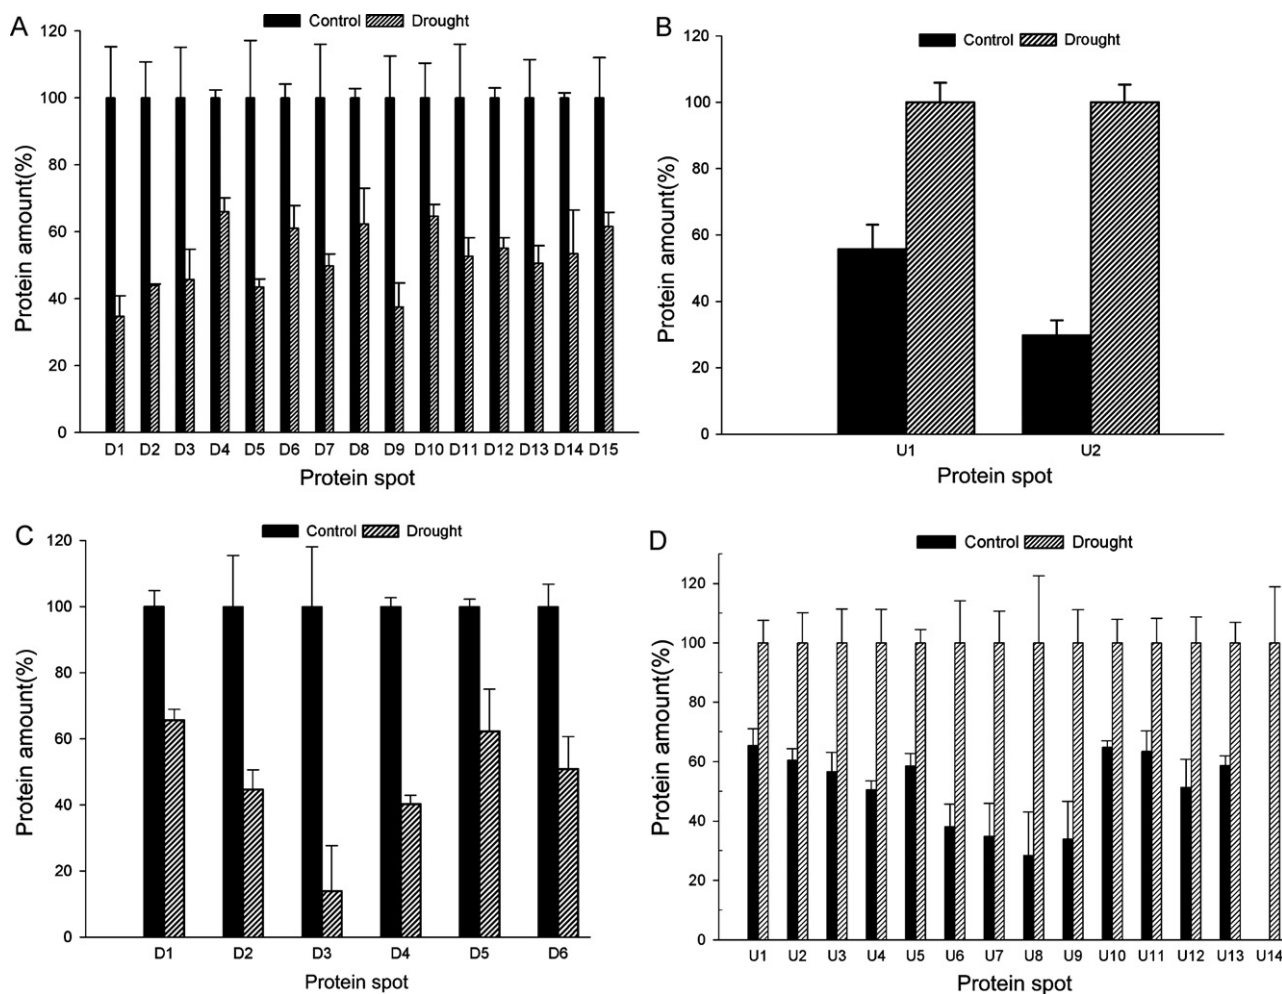 A
Control Drought
Protein amount(%)
120
100
80
60
40
20
0
D1 D2 D3 D4 D5 D6 D7 D8 D9 D10 D11 D12 D13 D14 D15
Protein spot
B
Control Drought
Protein amount(%)
120
100
80
60
40
20
0
U1 U2
Protein spot
C
Control Drought
Protein amount(%)
120
100
80
60
40
20
0
D1 D2 D3 D4 D5 D6
Protein spot
D
Control Drought
Protein amount(%)
120
100
80
60
40
20
0
U1 U2 U3 U4 U5 U6 U7 U8 U9 U10 U11 U12 U13 U14
Protein spot